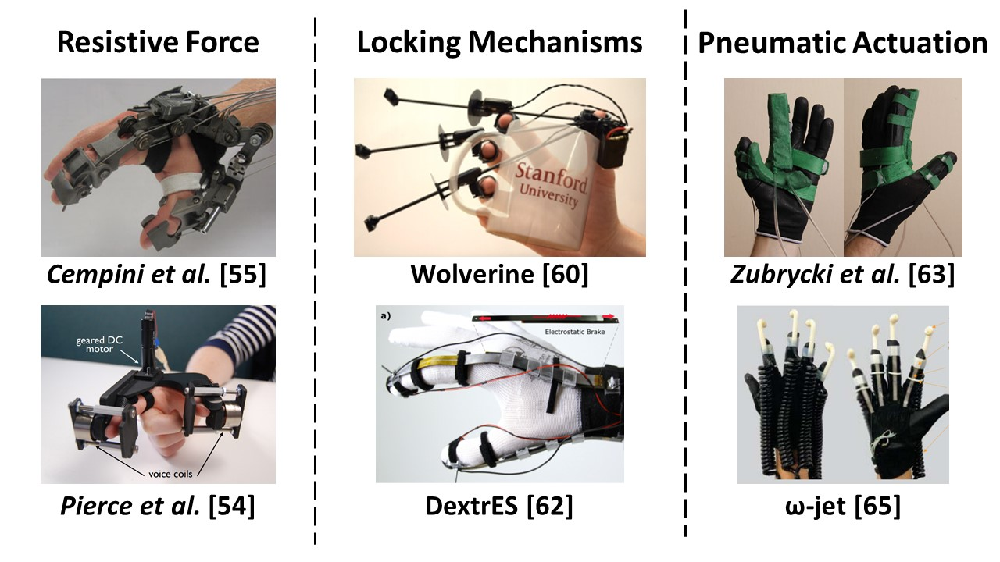 Resistive Force
Locking Mechanisms
Pneumatic Actuation
Stanford
University
Cempini et al. [55]
Wolverine [60]
Zubrycki et al. [63]
geared DC
motor
voice coils
a)
Electrostatic Brake
Pierce et al. [54]
DextrES [62]
ω-jet [65]